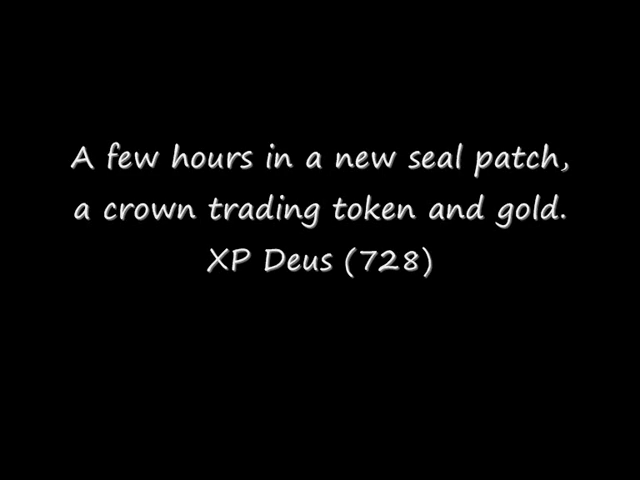 A few hours in a new seal patch,
a crown trading token and gold.
XP Deus (728)